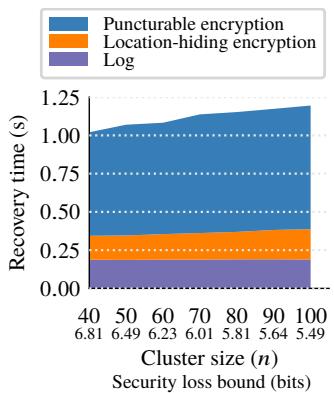 Puncturable encryption
Location-hiding encryption
Log
Recovery time (s)
1.25
1.00
0.75
0.50
0.25
0.00
40 50 60 70 80 90 100
6.81 6.49 6.23 6.01 5.81 5.64 5.49
Cluster size (n)
Security loss bound (bits)